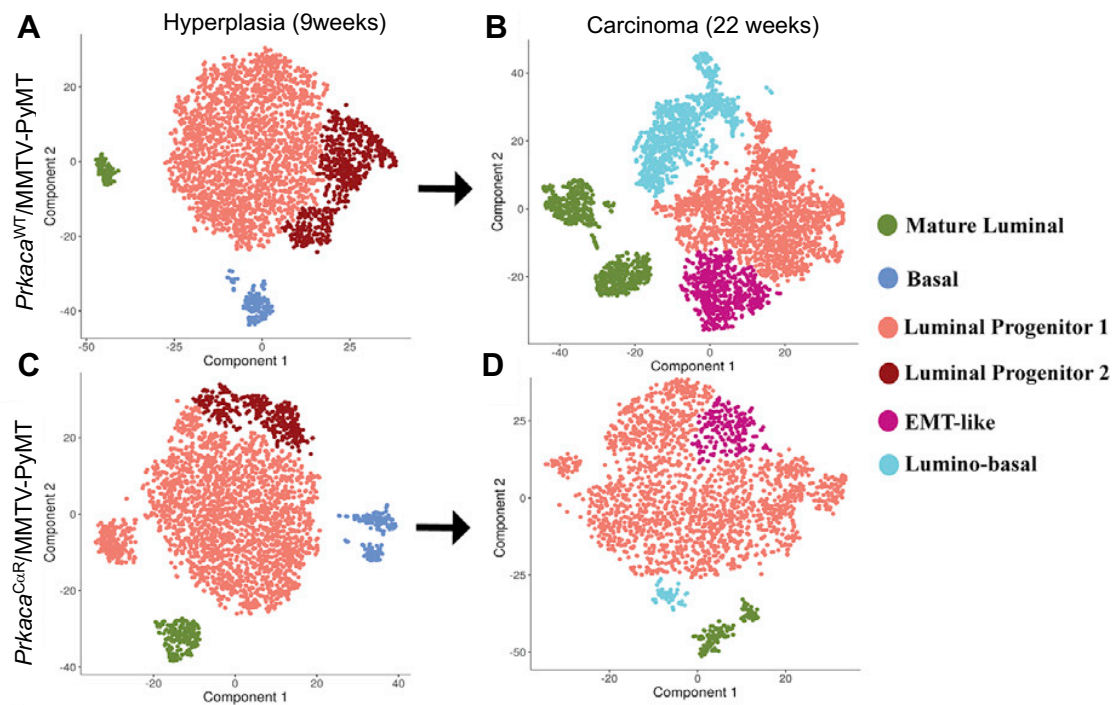 A
Hyperplasia (9weeks)
B
Carcinoma (22 weeks)
Prkaca^WT/MMTV-PyMT
Component 2
20
0
-20
-40
-50
-25
0
25
Component 1
Component 2
40
20
0
-20
-40
-20
0
20
Component 1
Mature Luminal
Basal
Luminal Progenitor 1
Luminal Progenitor 2
EMT-like
Lumino-basal
C
D
Prkaca^CαR/MMTV-PyMT
Component 2
20
0
-20
-40
-20
0
20
40
Component 1
Component 2
25
0
-25
-50
-20
0
20
Component 1